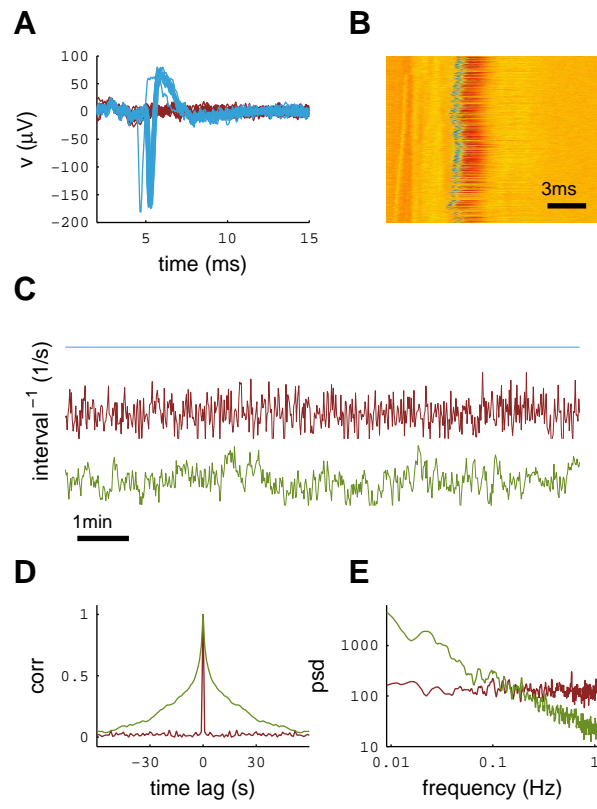 A
100
50
0
−50
−100
−150
−200
v (μV)
5
10
15
time (ms)
B
3ms
C
interval⁻¹ (1/s)
1min
D
1
0.5
0
corr
−30
0
30
time lag (s)
E
1000
100
10
psd
0.01
0.1
1
frequency (Hz)